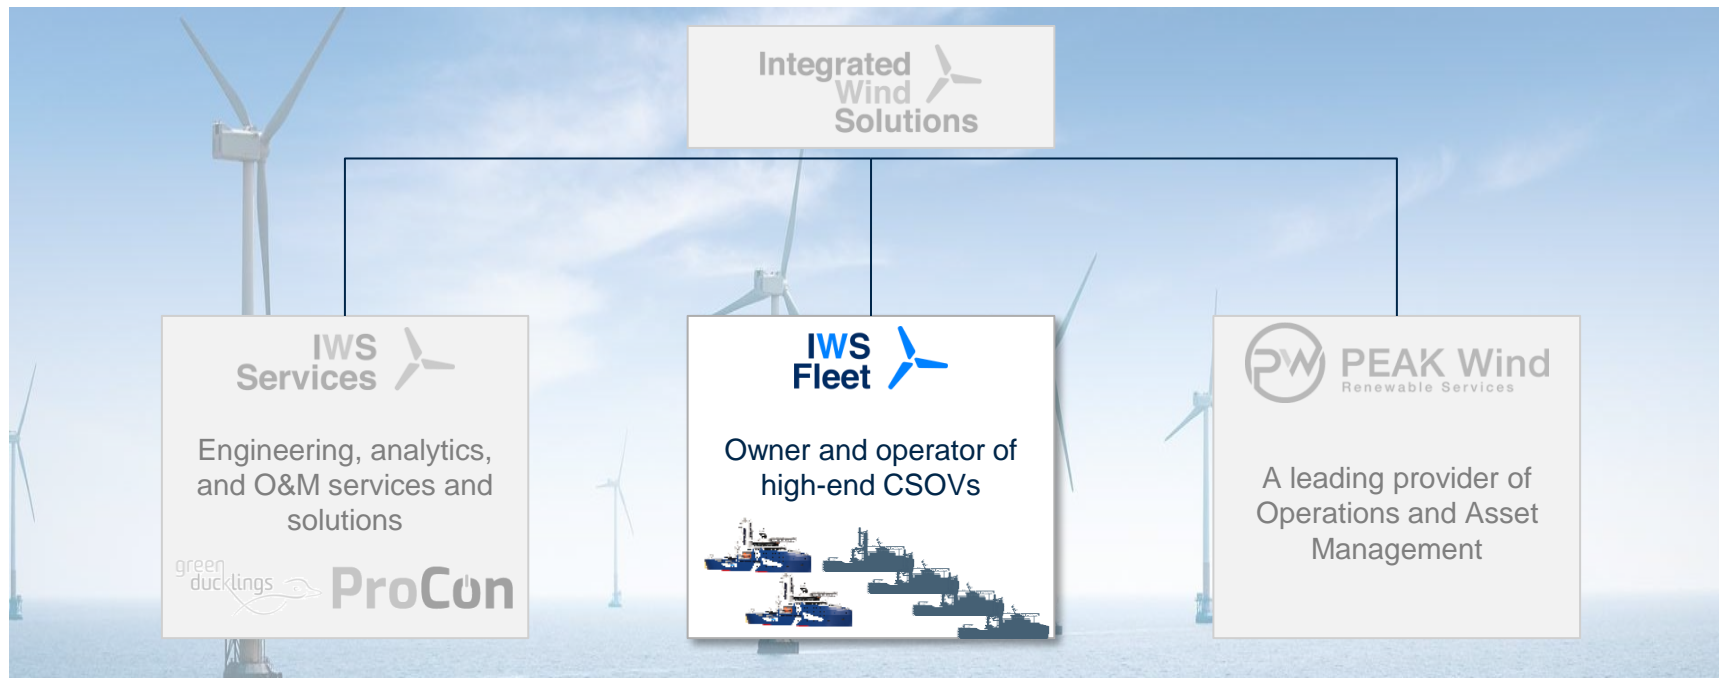 Integrated
Wind
Solutions
IWS
Services
Engineering, analytics,
and O&M services and
solutions
green
ducklings
ProCon
IWS
Fleet
Owner and operator of
high-end CSOVs
PW
PEAK Wind
Renewable Services
A leading provider of
Operations and Asset
Management